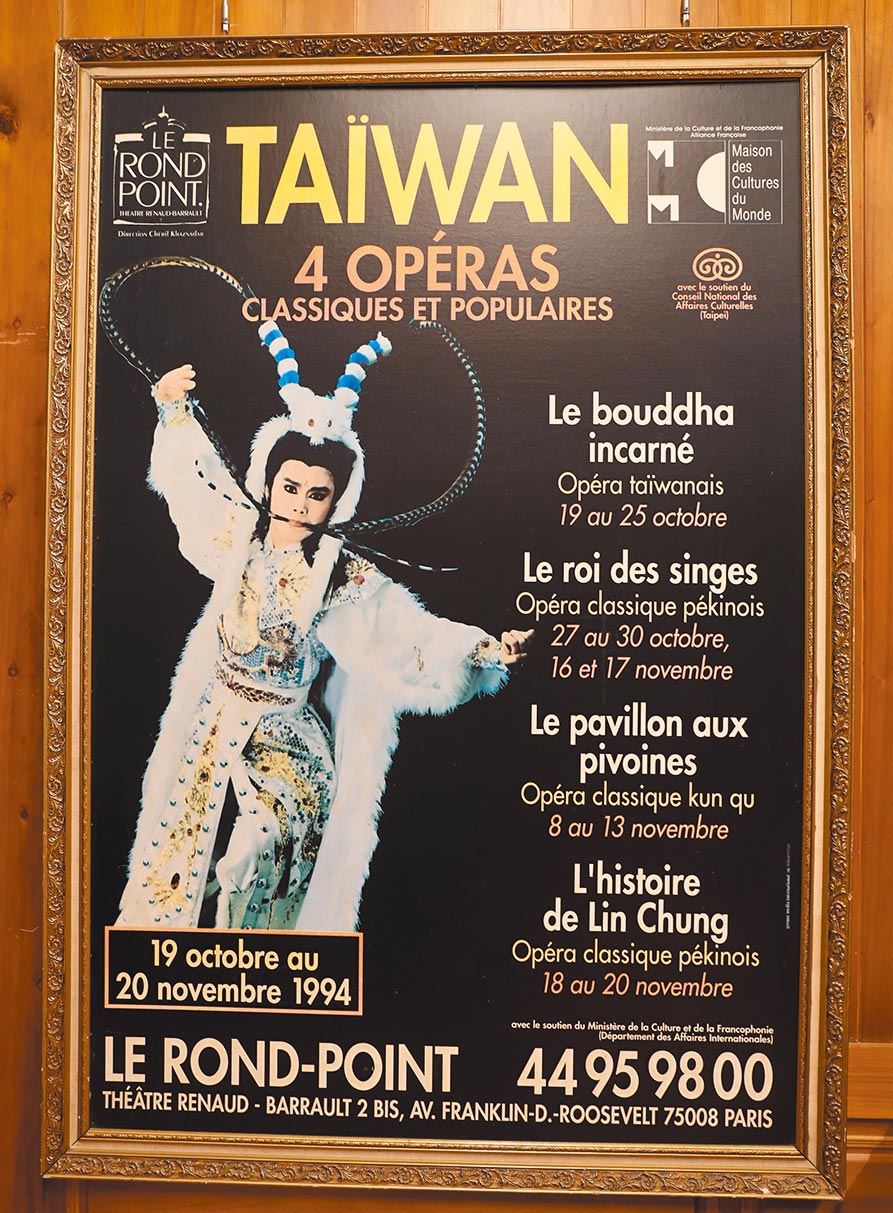 LE
ROND
POINT.
THEATRE RENAUD-BARRAULT
DIRECTION CHÉRIF KHAZNADAR
TAÏWAN
Ministère de la Culture et de la Francophonie
Alliance Française
Maison
des
Cultures
du
Monde
4 OPÉRAS
CLASSIQUES ET POPULAIRES
avec le soutien du
Conseil National des
Affaires Culturelles
(Taipei)
Le bouddha
incarné
Opéra taïwanais
19 au 25 octobre
Le roi des singes
Opéra classique pékinois
27 au 30 octobre,
16 et 17 novembre
Le pavillon aux
pivoines
Opéra classique kun qu
8 au 13 novembre
L'histoire
de Lin Chung
Opéra classique pékinois
18 au 20 novembre
19 octobre au
20 novembre 1994
avec le soutien du Ministère de la Culture et de la Francophonie
(Département des Affaires Internationales)
LE ROND-POINT 44 95 98 00
THÉÂTRE RENAUD - BARRAULT 2 BIS, AV. FRANKLIN-D.-ROOSEVELT 75008 PARIS